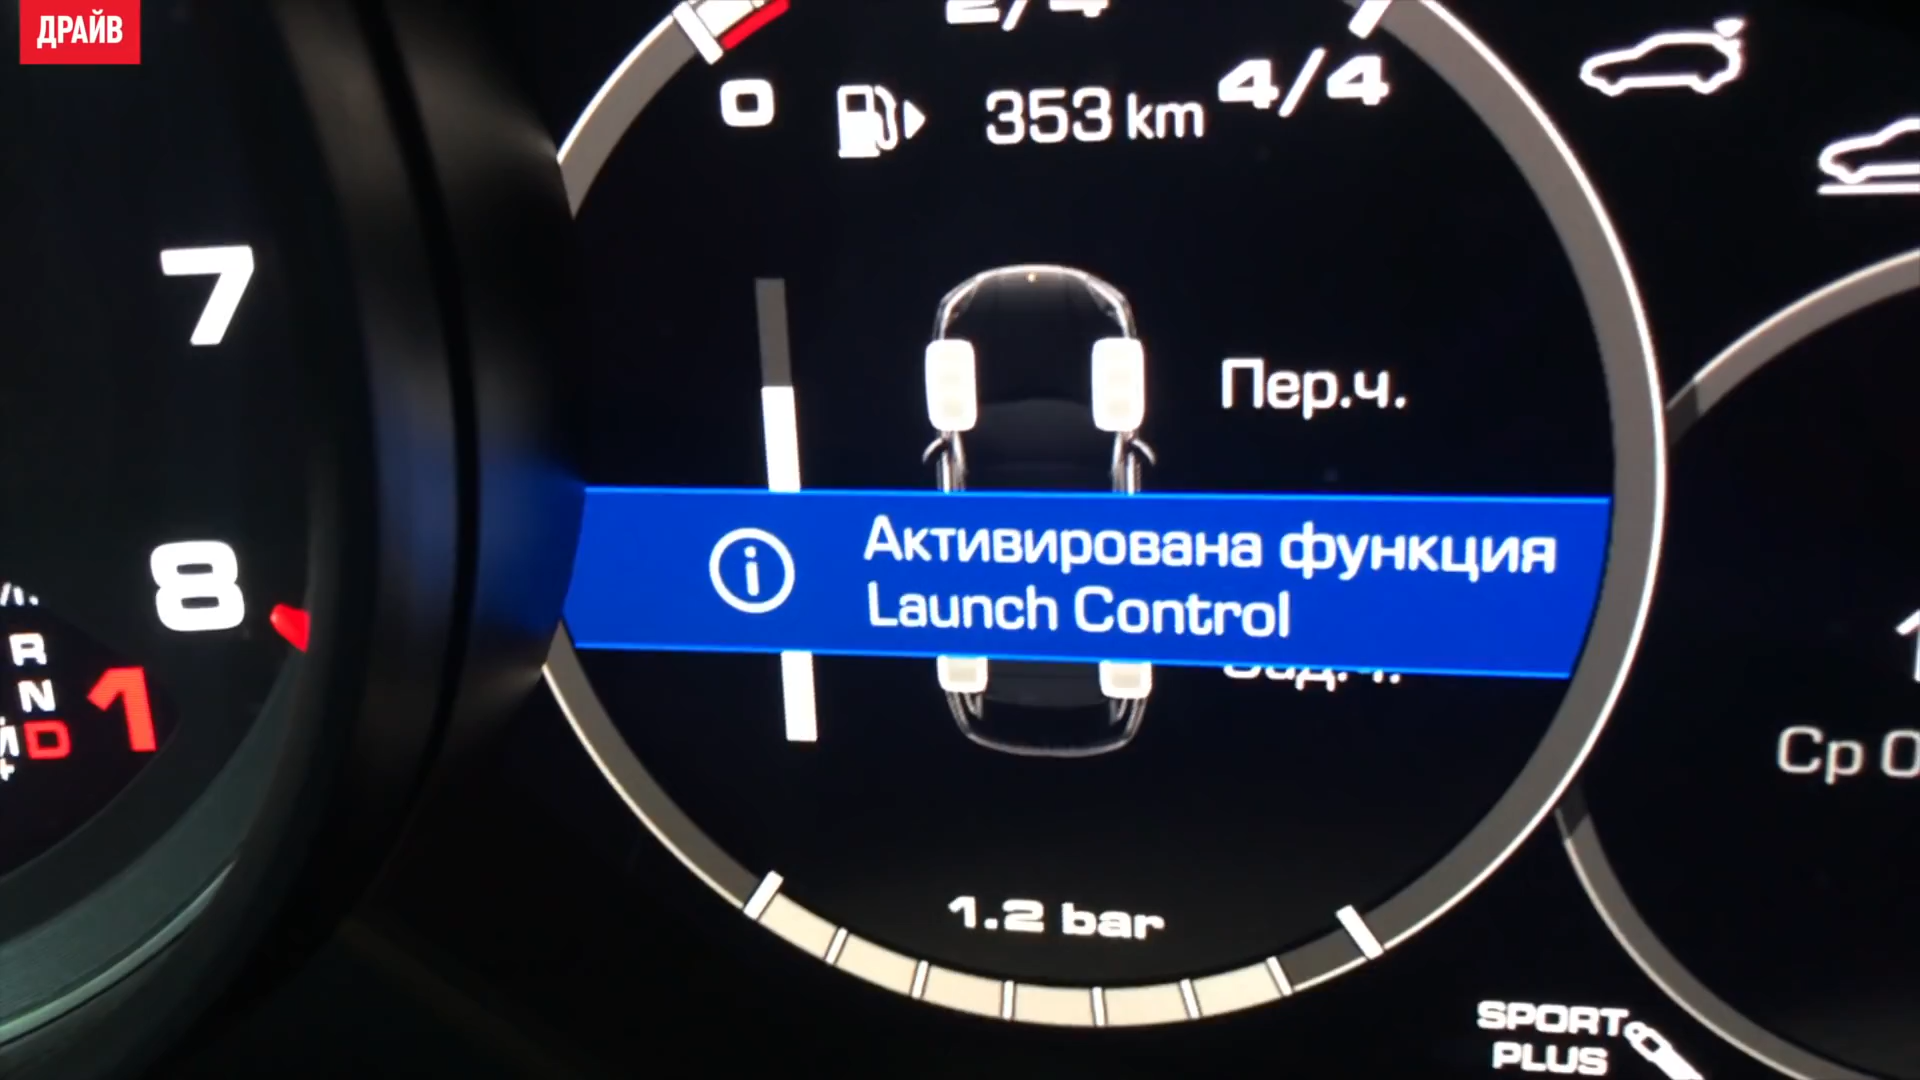 ДРАЙВ
2/4
0
353 km
4/4
7
Пер.ч.
Активирована функция
Launch Control
8
R
N
D
1
Ср
1.2 bar
SPORT
PLUS